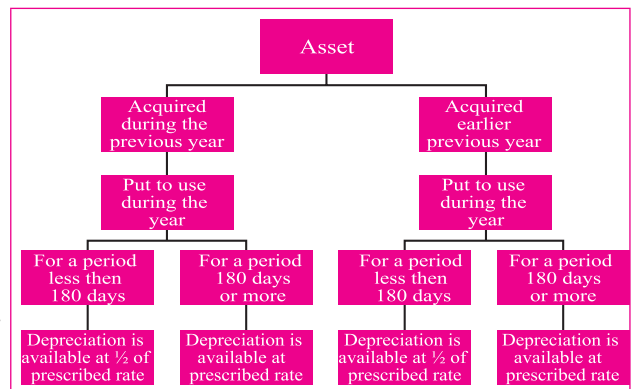 Asset
Acquired
during the
previous year
Acquired
earlier
previous year
Put to use
during the
year
Put to use
during the
year
For a period
less then
180 days
For a period
180 days
or more
For a period
less then
180 days
For a period
180 days
or more
Depreciation is
available at ½ of
prescribed rate
Depreciation is
available at
prescribed rate
Depreciation is
available at ½ of
prescribed rate
Depreciation is
available at
prescribed rate